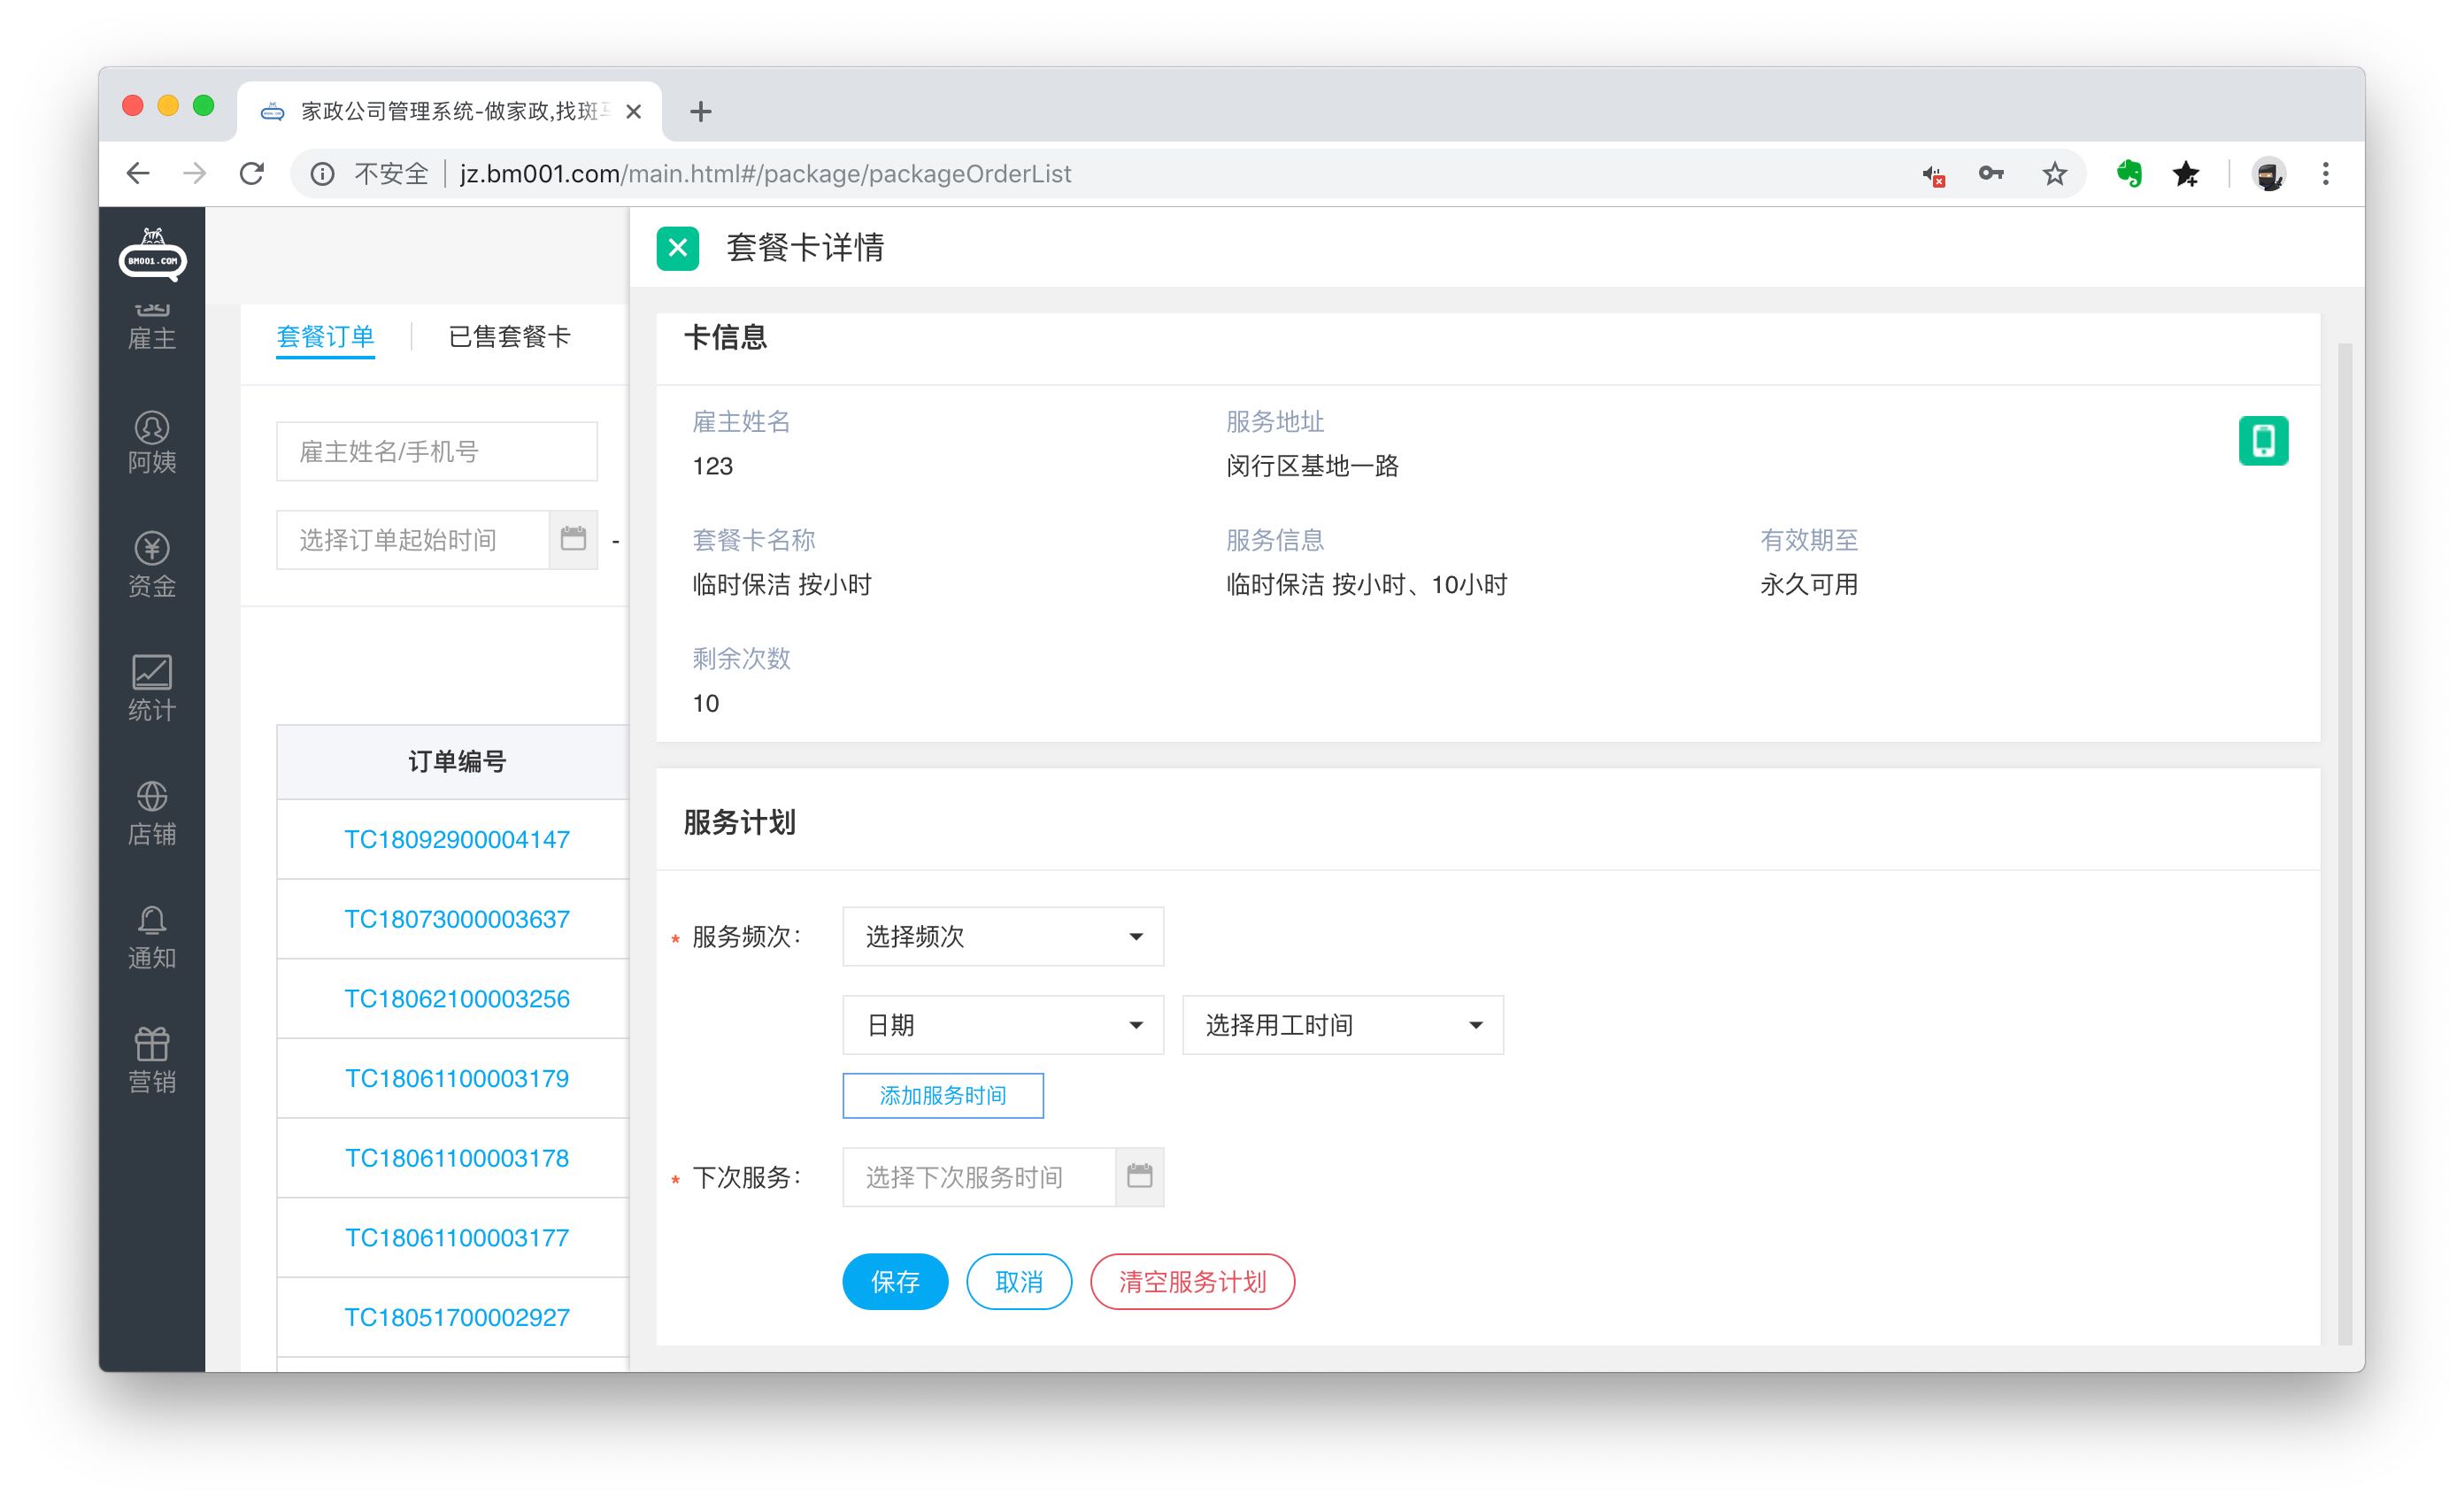 家政公司管理系统-做家政,找斑
不安全 jz.bm001.com/main.html#/package/packageOrderList
BM001.COM
雇主
阿姨
资金
统计
店铺
通知
营销
套餐订单 已售套餐卡
雇主姓名/手机号
选择订单起始时间 -
订单编号
TC18092900004147
TC18073000003637
TC18062100003256
TC18061100003179
TC18061100003178
TC18061100003177
TC18051700002927
套餐卡详情
卡信息
雇主姓名 服务地址
123 闵行区基地一路
套餐卡名称 服务信息 有效期至
临时保洁 按小时 临时保洁 按小时、10小时 永久可用
剩余次数
10
服务计划
* 服务频次: 选择频次
日期 选择用工时间
添加服务时间
* 下次服务: 选择下次服务时间
保存 取消 清空服务计划